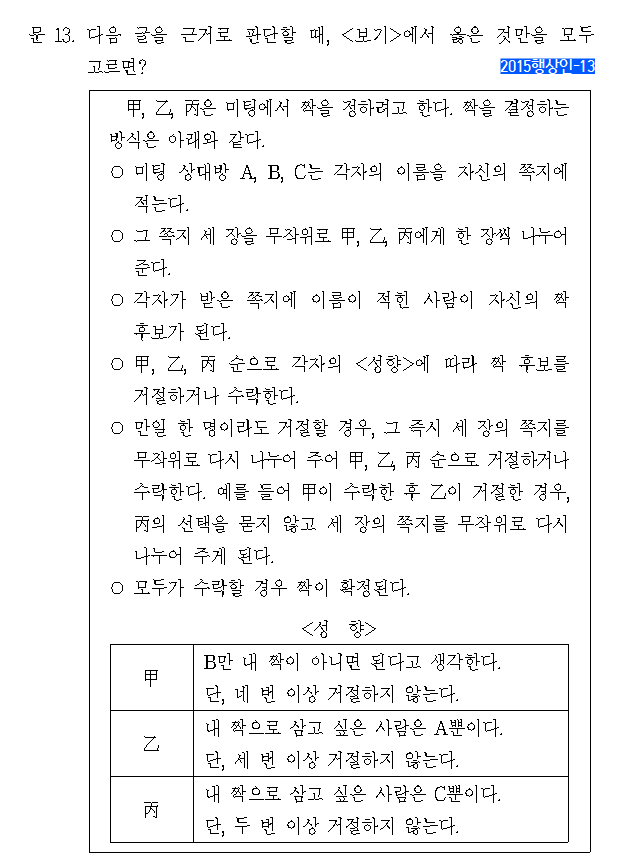 문 13. 다음 글을 근거로 판단할 때, <보기>에서 옳은 것만을 모두
고르면?
2015행상인-13
甲, 乙, 丙은 미팅에서 짝을 정하려고 한다. 짝을 결정하는
방식은 아래와 같다.
○ 미팅 상대방 A, B, C는 각자의 이름을 자신의 쪽지에
적는다.
○ 그 쪽지 세 장을 무작위로 甲, 乙, 丙에게 한 장씩 나누어
준다.
○ 각자가 받은 쪽지에 이름이 적힌 사람이 자신의 짝
후보가 된다.
○ 甲, 乙, 丙 순으로 각자의 <성향>에 따라 짝 후보를
거절하거나 수락한다.
○ 만일 한 명이라도 거절할 경우, 그 즉시 세 장의 쪽지를
무작위로 다시 나누어 주어 甲, 乙, 丙 순으로 거절하거나
수락한다. 예를 들어 甲이 수락한 후 乙이 거절한 경우,
丙의 선택을 묻지 않고 세 장의 쪽지를 무작위로 다시
나누어 주게 된다.
○ 모두가 수락할 경우 짝이 확정된다.
<성 향>
甲 B만 내 짝이 아니면 된다고 생각한다.
단, 네 번 이상 거절하지 않는다.
乙 내 짝으로 삼고 싶은 사람은 A뿐이다.
단, 세 번 이상 거절하지 않는다.
丙 내 짝으로 삼고 싶은 사람은 C뿐이다.
단, 두 번 이상 거절하지 않는다.